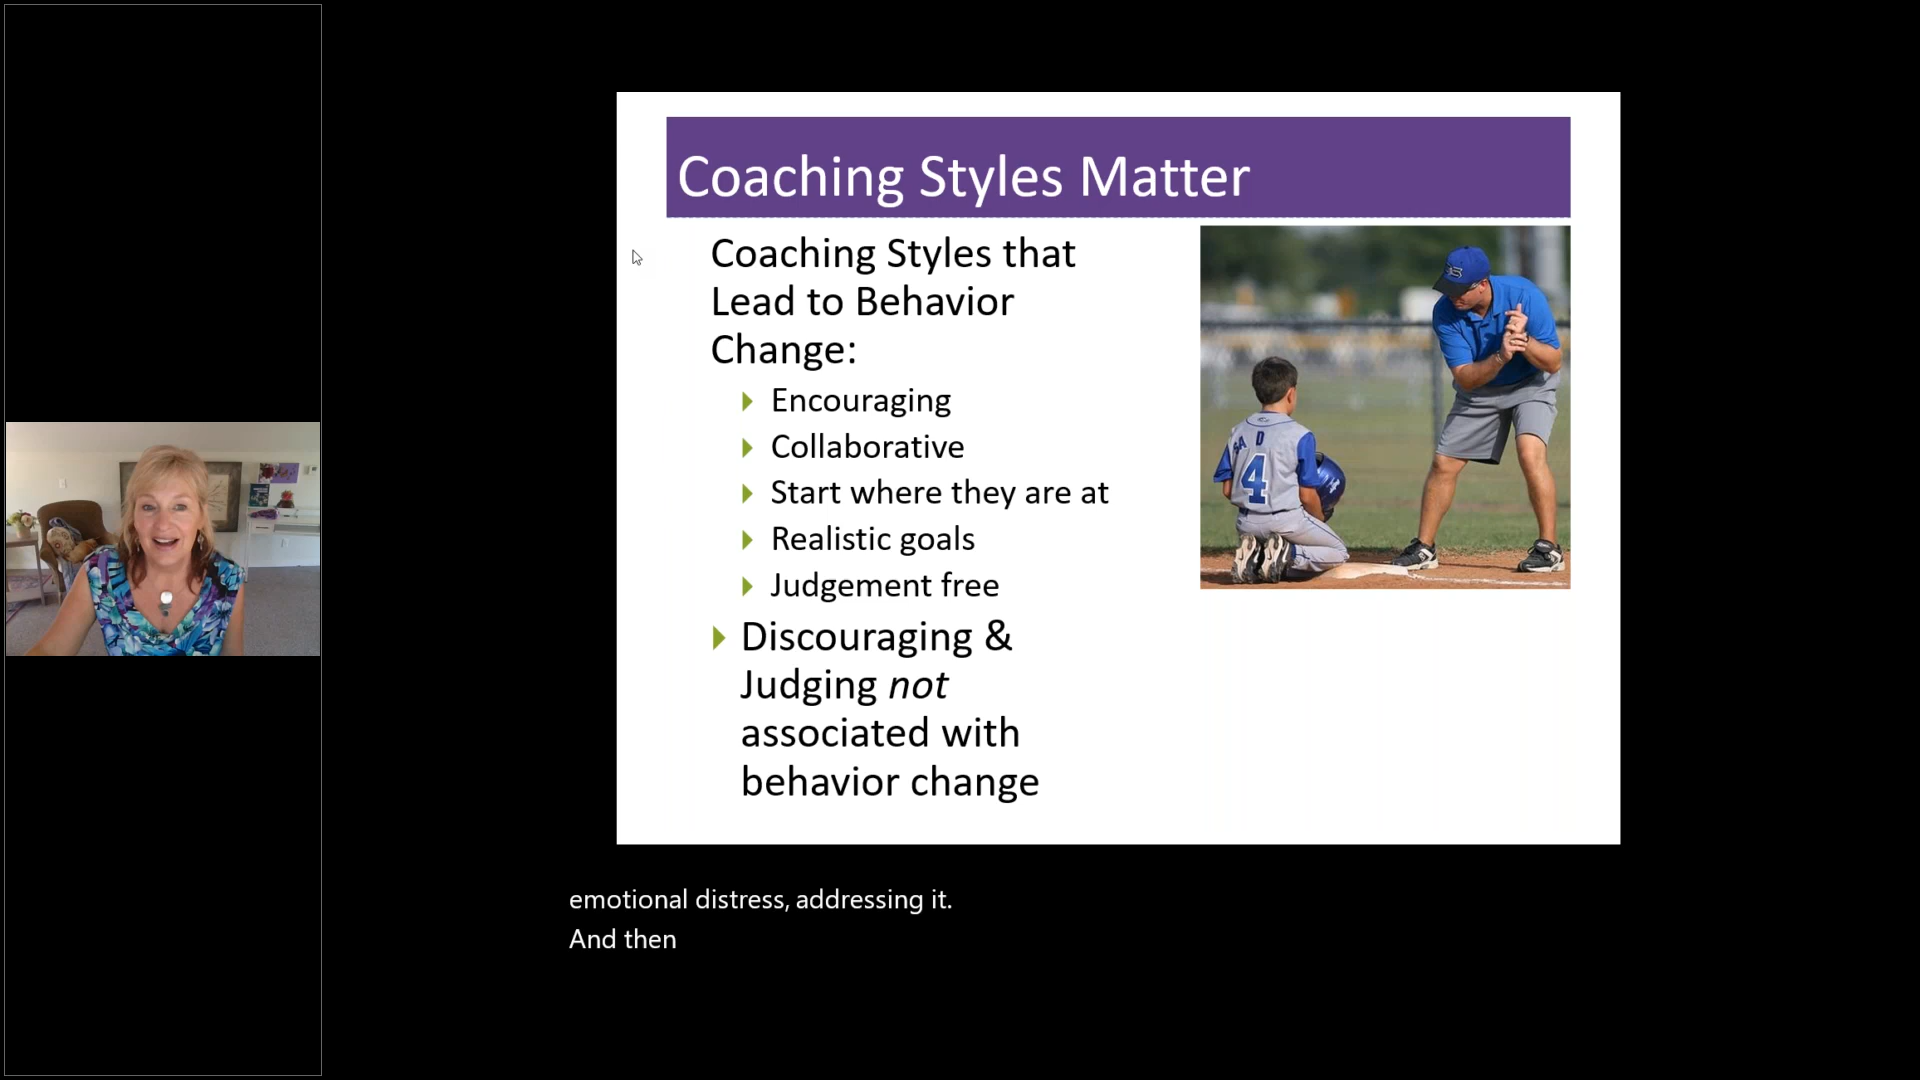 Coaching Styles Matter
Coaching Styles that
Lead to Behavior
Change:
Encouraging
Collaborative
Start where they are at
Realistic goals
Judgement free
Discouraging &
Judging not
associated with
behavior change
4
emotional distress, addressing it.
And then